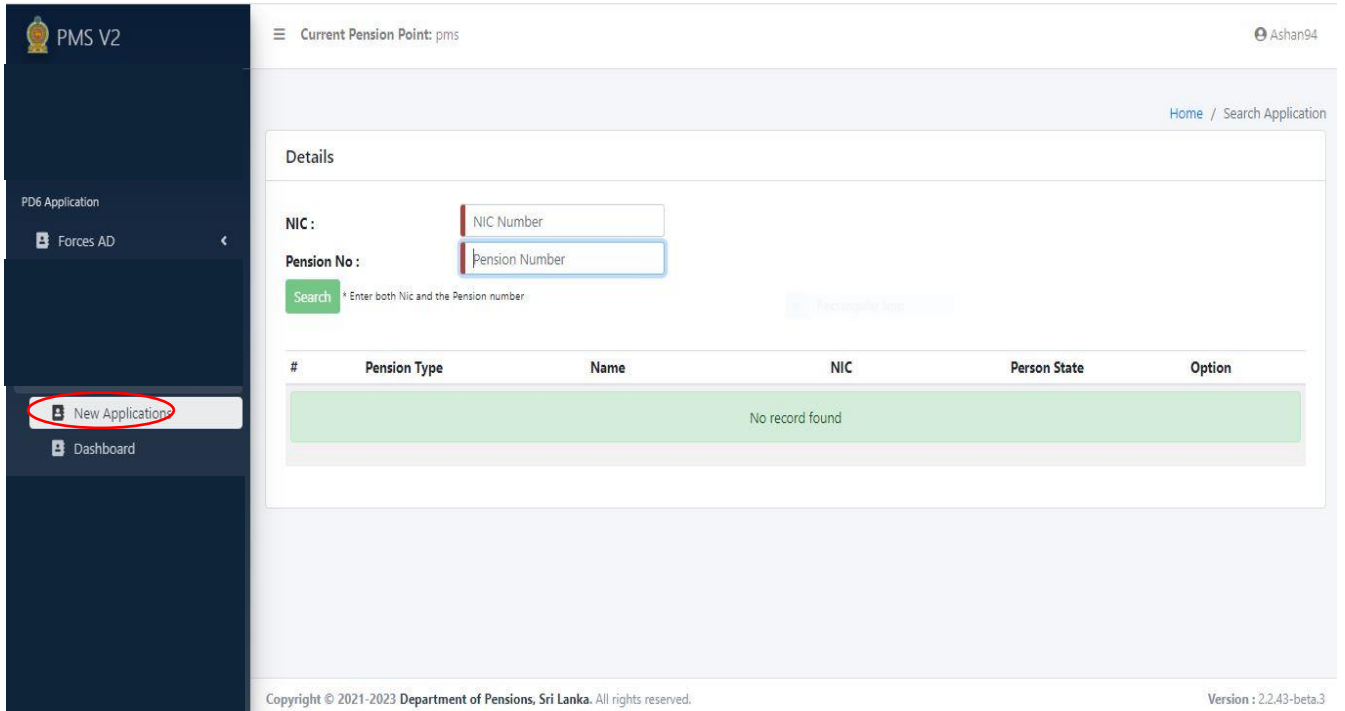 PMS V2
Current Pension Point: pms
Ashan94
Home / Search Application
Details
PD6 Application
Forces AD
NIC :
NIC Number
Pension No :
Pension Number
Search
* Enter both Nic and the Pension number
Rectangular Snip
# Pension Type Name NIC Person State Option
No record found
New Applications
Dashboard
Copyright © 2021-2023 Department of Pensions, Sri Lanka. All rights reserved.
Version : 2.2.43-beta.3